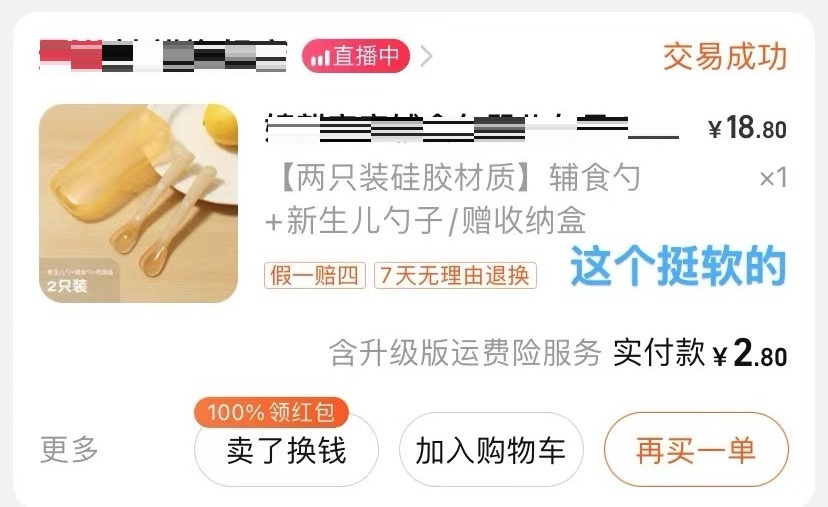 直播中
交易成功
¥18.80
【两只装硅胶材质】辅食勺
×1
+新生儿勺子/赠收纳盒
假一赔四 7天无理由退换
这个挺软的
2只装
含升级版运费险服务 实付款¥2.80
100%领红包
更多 卖了换钱 加入购物车 再买一单